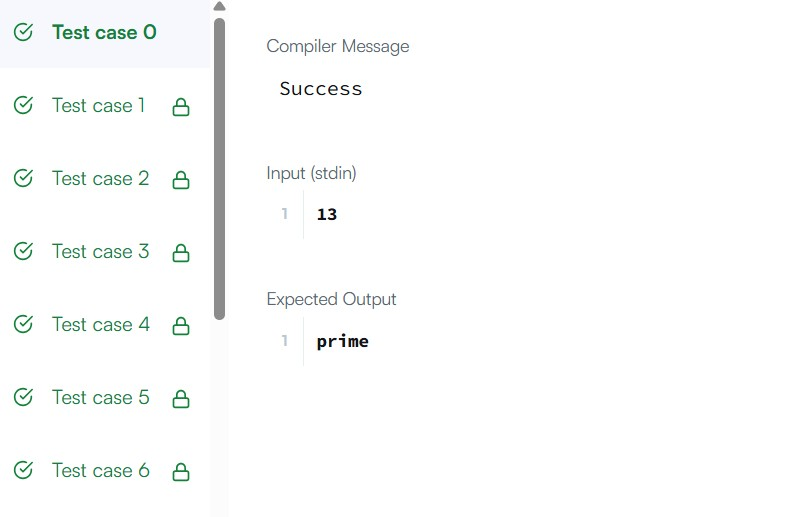 Test case 0
Test case 1
Test case 2
Test case 3
Test case 4
Test case 5
Test case 6
Compiler Message
Success
Input (stdin)
1 13
Expected Output
1 prime